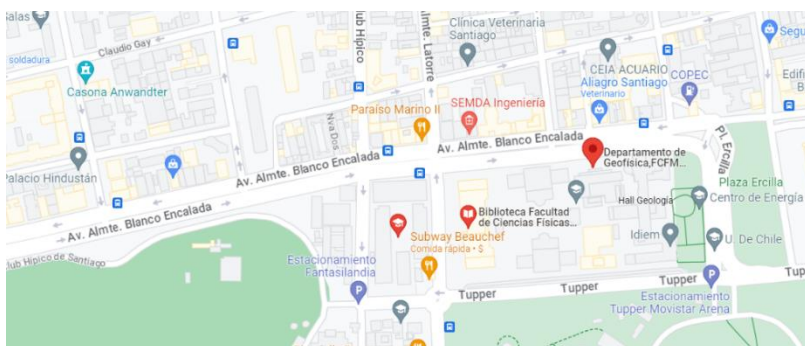 Salas
soldadura
Claudio Gay
Casona Anwandter
Palacio Hindustán
Club Hípico
Almte. Latorre
Clínica Veterinaria
Santiago
CEIA ACUARIO
Aliagro Santiago
Veterinario
COPEC
Segu
Edifi
B
Paraíso Marino II
SEMDA Ingeniería
Nva Dos
Av. Almte. Blanco Encalada
Av. Almte. Blanco Encalada
Av. Almte. Blanco Encalada
Departamento de
Geofísica,FCFM...
Pl. Ercilla
Plaza Ercilla
Hall Geología
Centro de Energía
Biblioteca Facultad
de Ciencias Físicas...
Idiem
U. De Chile
Subway Beauchef
Comida rápida • $
Club Hípico de Santiago
Estacionamiento
Fantasilandia
Tupper
Tupper
Tupper
Estacionamiento
Tupper Movistar Arena